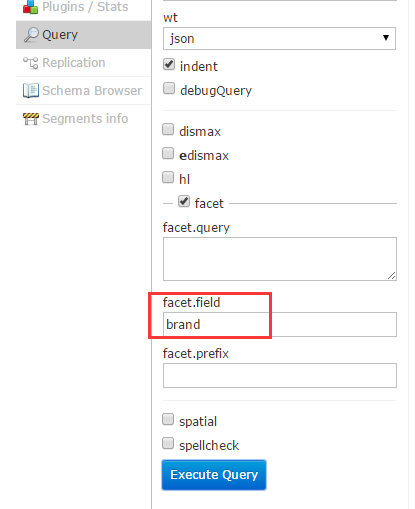 Plugins / Stats
Query
Replication
Schema Browser
Segments info
wt
json
indent
debugQuery
dismax
edismax
hl
facet
facet.query
facet.field
brand
facet.prefix
spatial
spellcheck
Execute Query